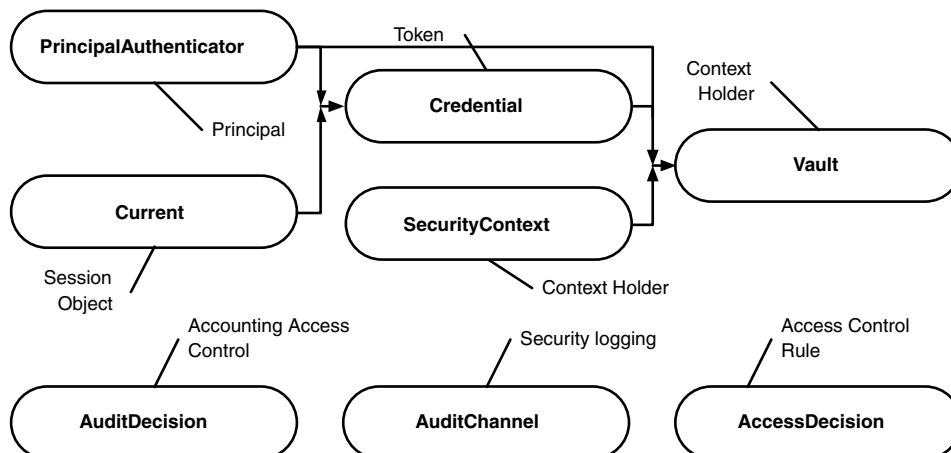 PrincipalAuthenticator
Token
Credential
Context
Holder
Principal
Vault
Current
SecurityContext
Session
Object
Context Holder
Accounting Access
Control
Security logging
Access Control
Rule
AuditDecision
AuditChannel
AccessDecision